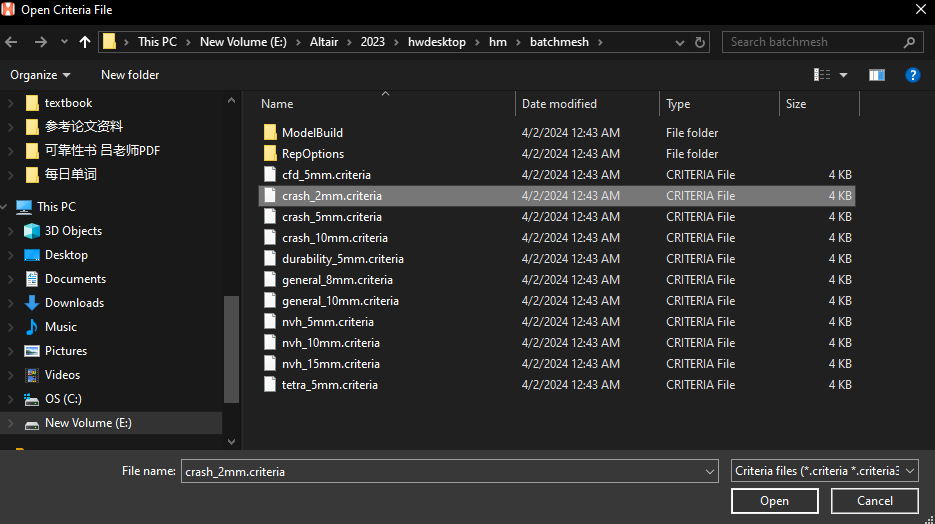 Open Criteria File
This PC > New Volume (E:) > Altair > 2023 > hwdesktop > hm > batchmesh >
Search batchmesh
Organize
New folder
textbook
参考论文资料
可靠性书 吕老师PDF
每日单词
This PC
3D Objects
Desktop
Documents
Downloads
Music
Pictures
Videos
OS (C:)
New Volume (E:)
Name Date modified Type Size
ModelBuild 4/2/2024 12:43 AM File folder
RepOptions 4/2/2024 12:43 AM File folder
cfd_5mm.criteria 4/2/2024 12:43 AM CRITERIA File 4 KB
crash_2mm.criteria 4/2/2024 12:43 AM CRITERIA File 4 KB
crash_5mm.criteria 4/2/2024 12:43 AM CRITERIA File 4 KB
crash_10mm.criteria 4/2/2024 12:43 AM CRITERIA File 4 KB
durability_5mm.criteria 4/2/2024 12:43 AM CRITERIA File 4 KB
general_8mm.criteria 4/2/2024 12:43 AM CRITERIA File 4 KB
general_10mm.criteria 4/2/2024 12:43 AM CRITERIA File 4 KB
nvh_5mm.criteria 4/2/2024 12:43 AM CRITERIA File 4 KB
nvh_10mm.criteria 4/2/2024 12:43 AM CRITERIA File 4 KB
nvh_15mm.criteria 4/2/2024 12:43 AM CRITERIA File 4 KB
tetra_5mm.criteria 4/2/2024 12:43 AM CRITERIA File 4 KB
File name: crash_2mm.criteria
Criteria files (*.criteria *.criteria3
Open
Cancel